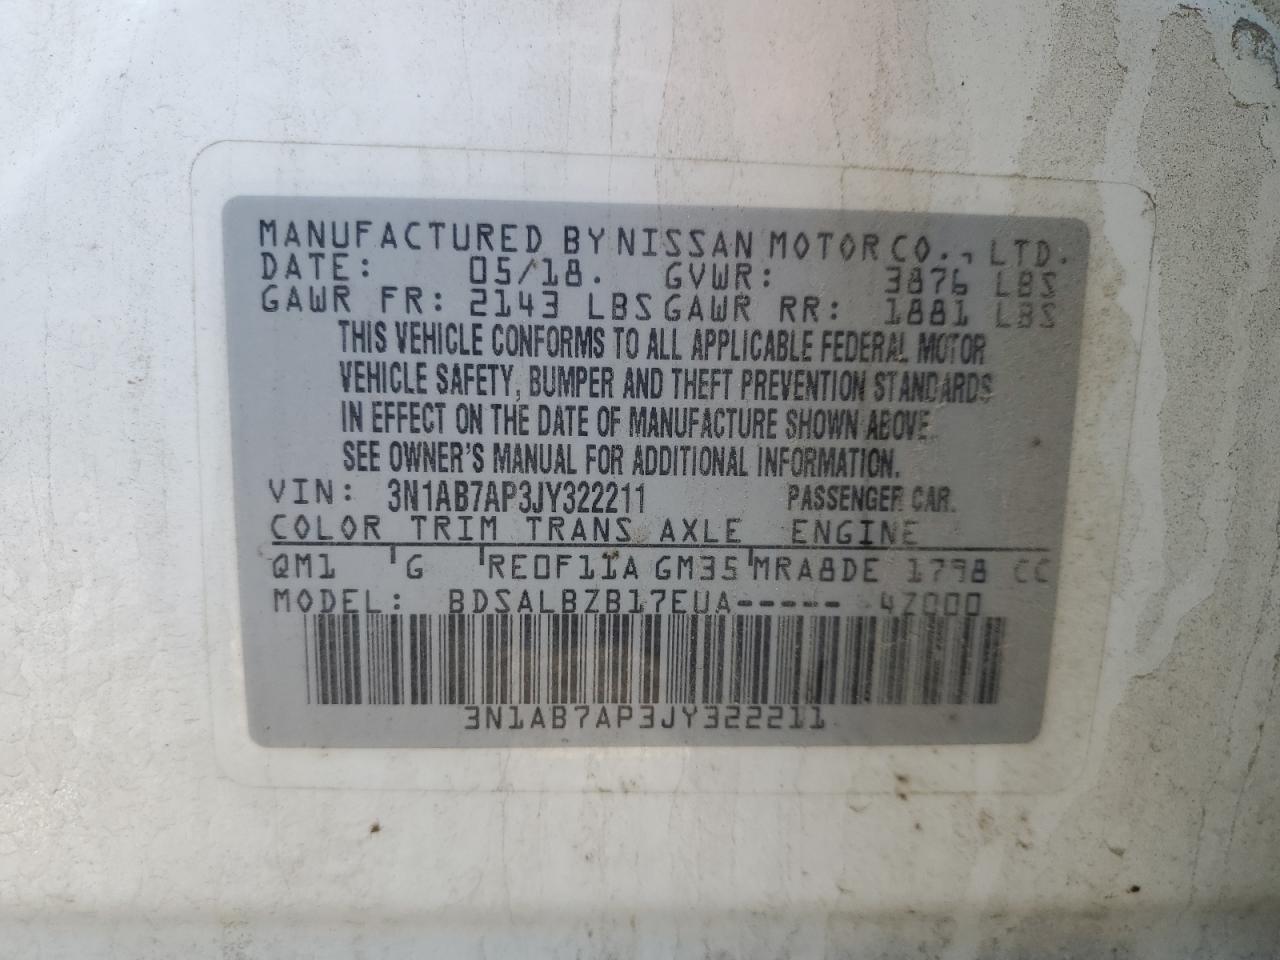 MANUFACTURED BY NISSAN MOTOR CO., LTD.
DATE: 05/18. GVWR: 3876 LBS
GAWR FR: 2143 LBS GAWR RR: 1881 LBS
THIS VEHICLE CONFORMS TO ALL APPLICABLE FEDERAL MOTOR
VEHICLE SAFETY, BUMPER AND THEFT PREVENTION STANDARDS
IN EFFECT ON THE DATE OF MANUFACTURE SHOWN ABOVE.
SEE OWNER'S MANUAL FOR ADDITIONAL INFORMATION.
VIN: 3N1AB7AP3JY322211 PASSENGER CAR.
COLOR TRIM TRANS AXLE ENGINE
QM1 G RE0F11A GM35 MRA8DE 1798 CC
MODEL: BDSALBZB17EUA----- 4Z000
3N1AB7AP3JY322211